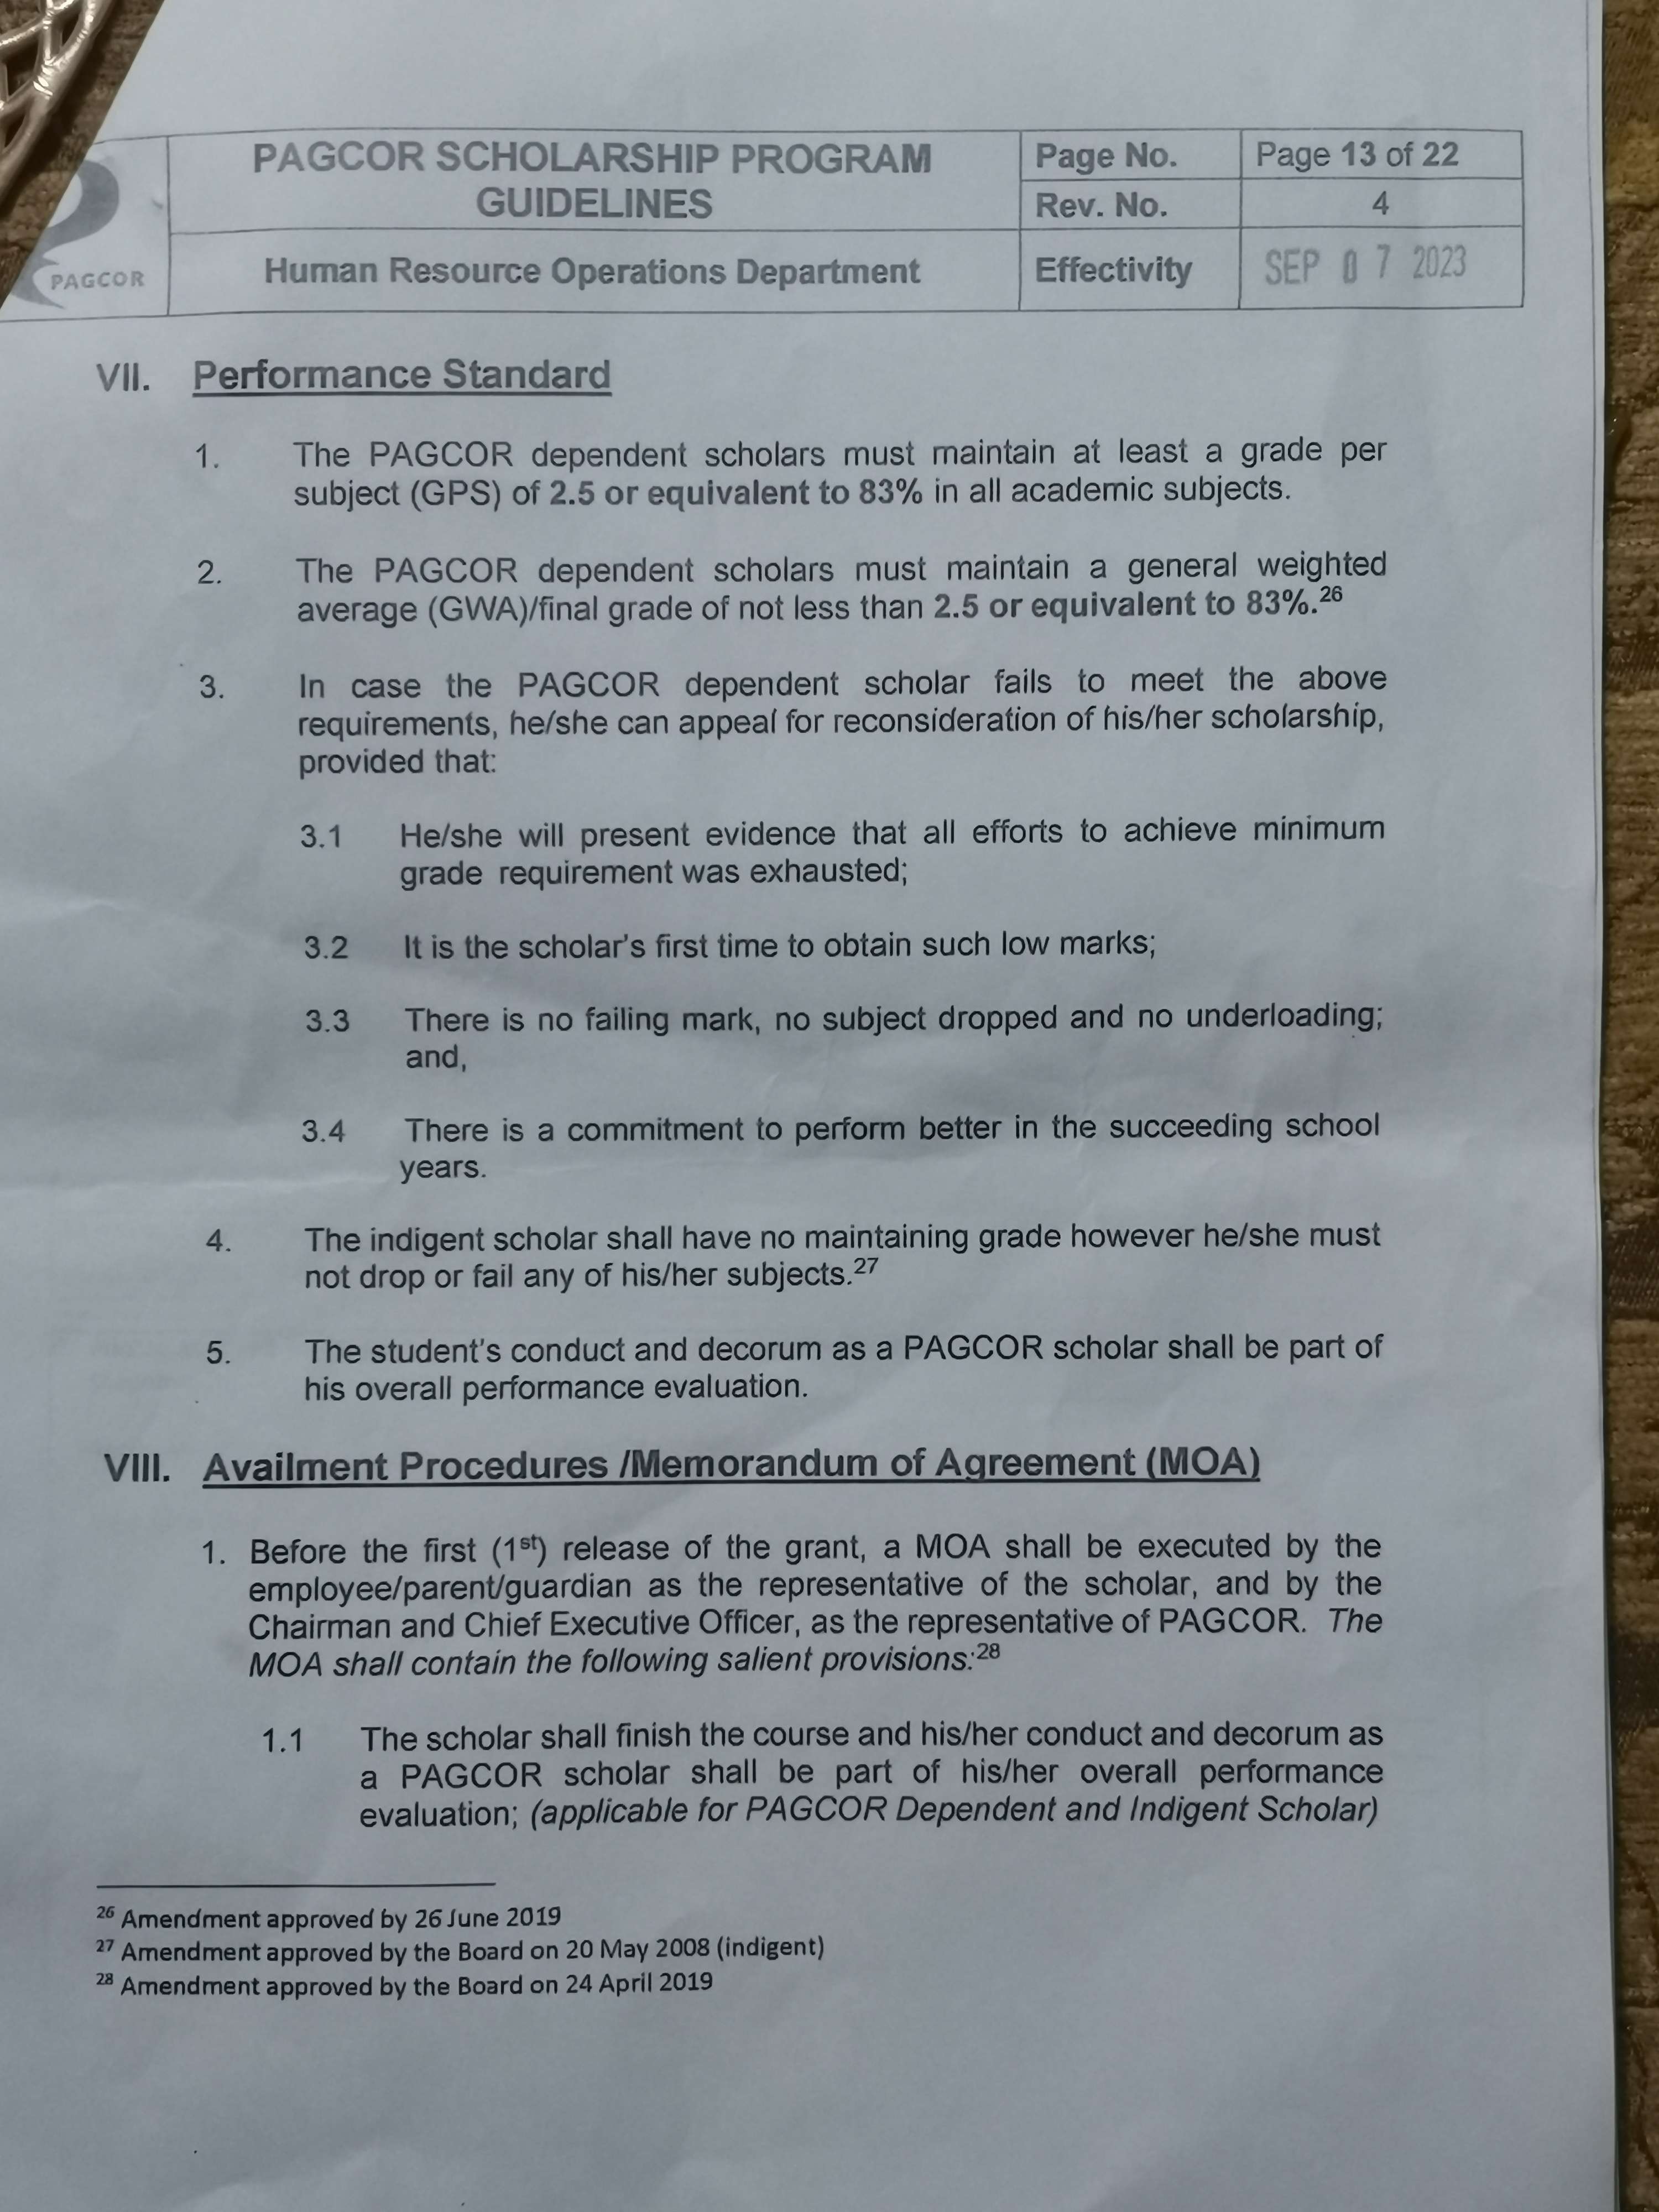 PAGCOR
PAGCOR SCHOLARSHIP PROGRAM
GUIDELINES
Human Resource Operations Department
Page No.
Page 13 of 22
Rev. No.
4
Effectivity
SEP 07 2023
VII. Performance Standard
1. The PAGCOR dependent scholars must maintain at least a grade per
subject (GPS) of 2.5 or equivalent to 83% in all academic subjects.
2. The PAGCOR dependent scholars must maintain a general weighted
average (GWA)/final grade of not less than 2.5 or equivalent to 83%.26
3. In case the PAGCOR dependent scholar fails to meet the above
requirements, he/she can appeal for reconsideration of his/her scholarship,
provided that:
3.1 He/she will present evidence that all efforts to achieve minimum
grade requirement was exhausted;
3.2 It is the scholar's first time to obtain such low marks;
3.3 There is no failing mark, no subject dropped and no underloading;
and,
3.4 There is a commitment to perform better in the succeeding school
years.
4. The indigent scholar shall have no maintaining grade however he/she must
not drop or fail any of his/her subjects.27
5. The student's conduct and decorum as a PAGCOR scholar shall be part of
his overall performance evaluation.
VIII. Availment Procedures /Memorandum of Agreement (MOA)
1. Before the first (1st) release of the grant, a MOA shall be executed by the
employee/parent/guardian as the representative of the scholar, and by the
Chairman and Chief Executive Officer, as the representative of PAGCOR. The
MOA shall contain the following salient provisions:28
1.1 The scholar shall finish the course and his/her conduct and decorum as
a PAGCOR scholar shall be part of his/her overall performance
evaluation; (applicable for PAGCOR Dependent and Indigent Scholar)
26 Amendment approved by 26 June 2019
27 Amendment approved by the Board on 20 May 2008 (indigent)
28 Amendment approved by the Board on 24 April 2019